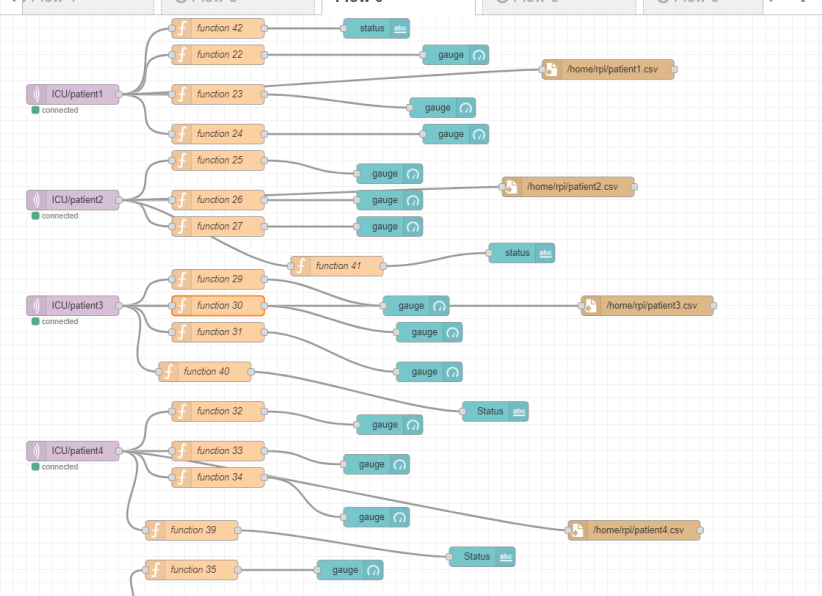 function 42
status
abc
function 22
gauge
/home/rpi/patient1.csv
ICU/patient1
function 23
gauge
connected
function 24
gauge
function 25
gauge
/home/rpi/patient2.csv
ICU/patient2
function 26
gauge
connected
function 27
gauge
function 41
status
abc
function 29
ICU/patient3
function 30
gauge
/home/rpi/patient3.csv
connected
function 31
gauge
function 40
gauge
Status
abc
function 32
gauge
ICU/patient4
function 33
gauge
connected
function 34
gauge
function 39
/home/rpi/patient4.csv
Status
abc
function 35
gauge